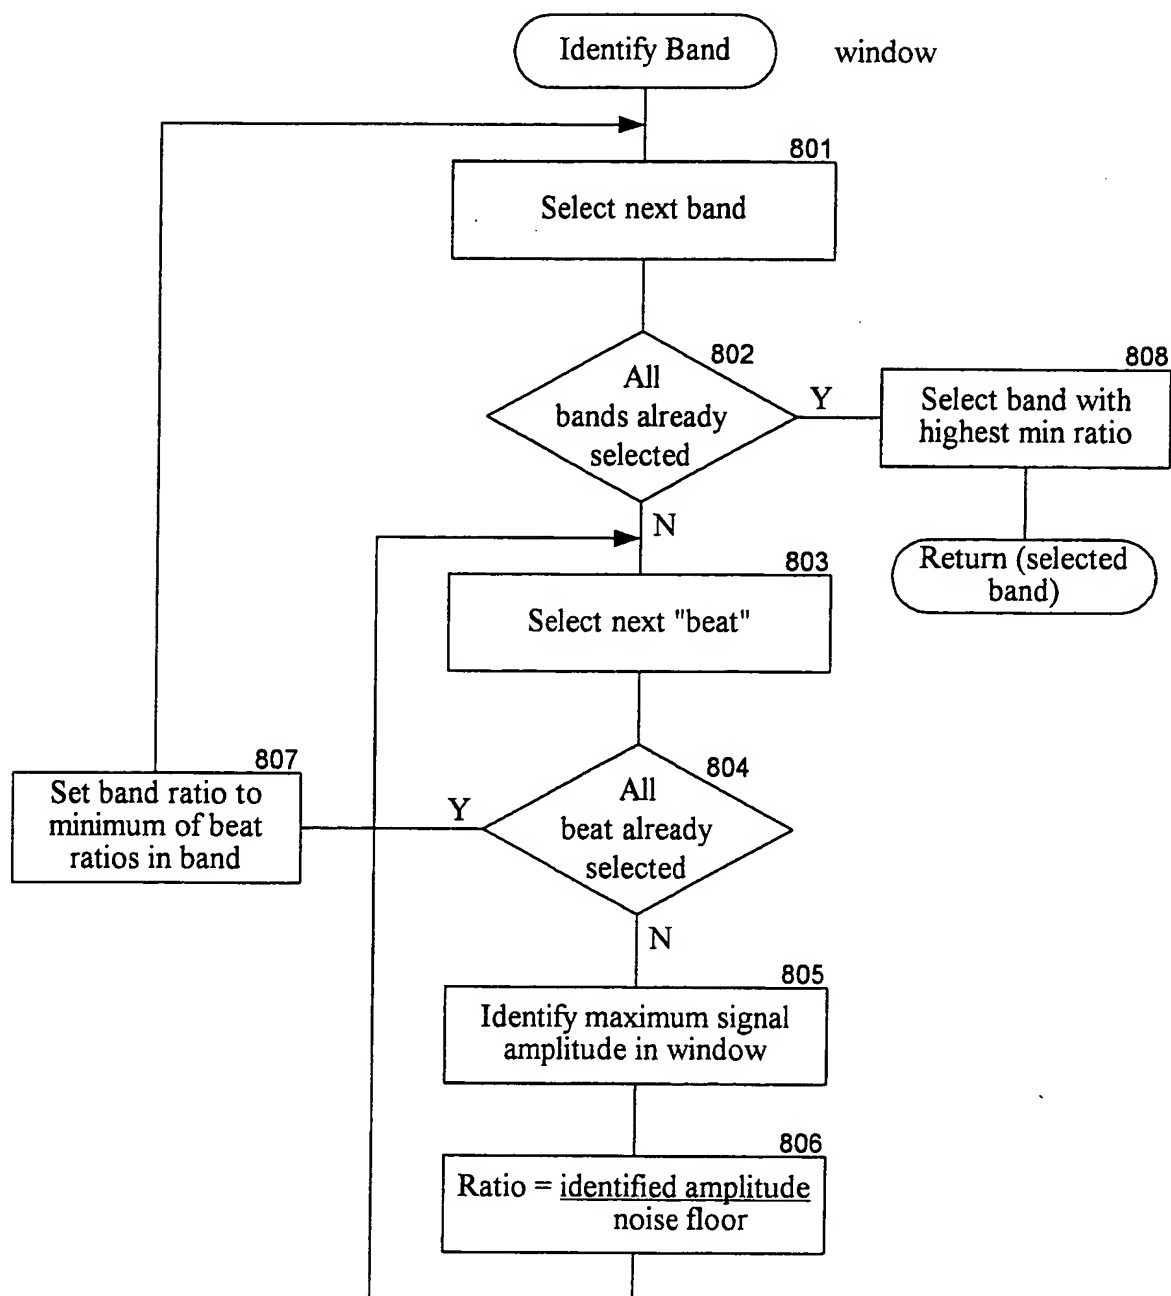 Identify Band
window
801
Select next band
802
All
bands already
selected
Y
808
Select band with
highest min ratio
N
Return (selected
band)
803
Select next "beat"
807
Set band ratio to
minimum of beat
ratios in band
Y
804
All
beat already
selected
N
805
Identify maximum signal
amplitude in window
806
Ratio = identified amplitude
noise floor